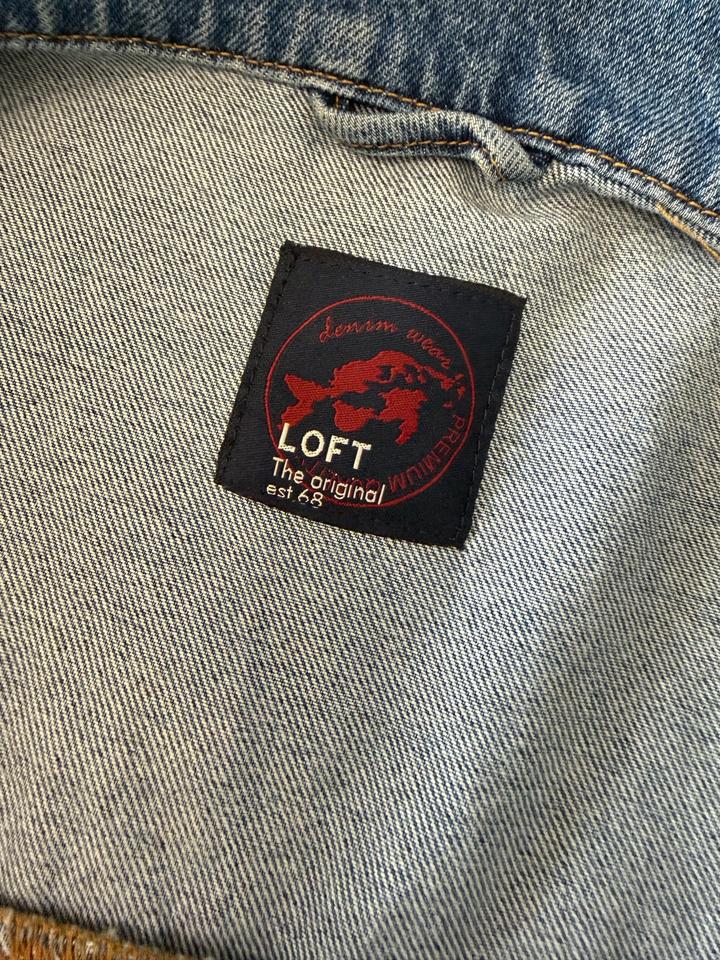 denim wear
PREMIUM
LOFT
The original
est.68